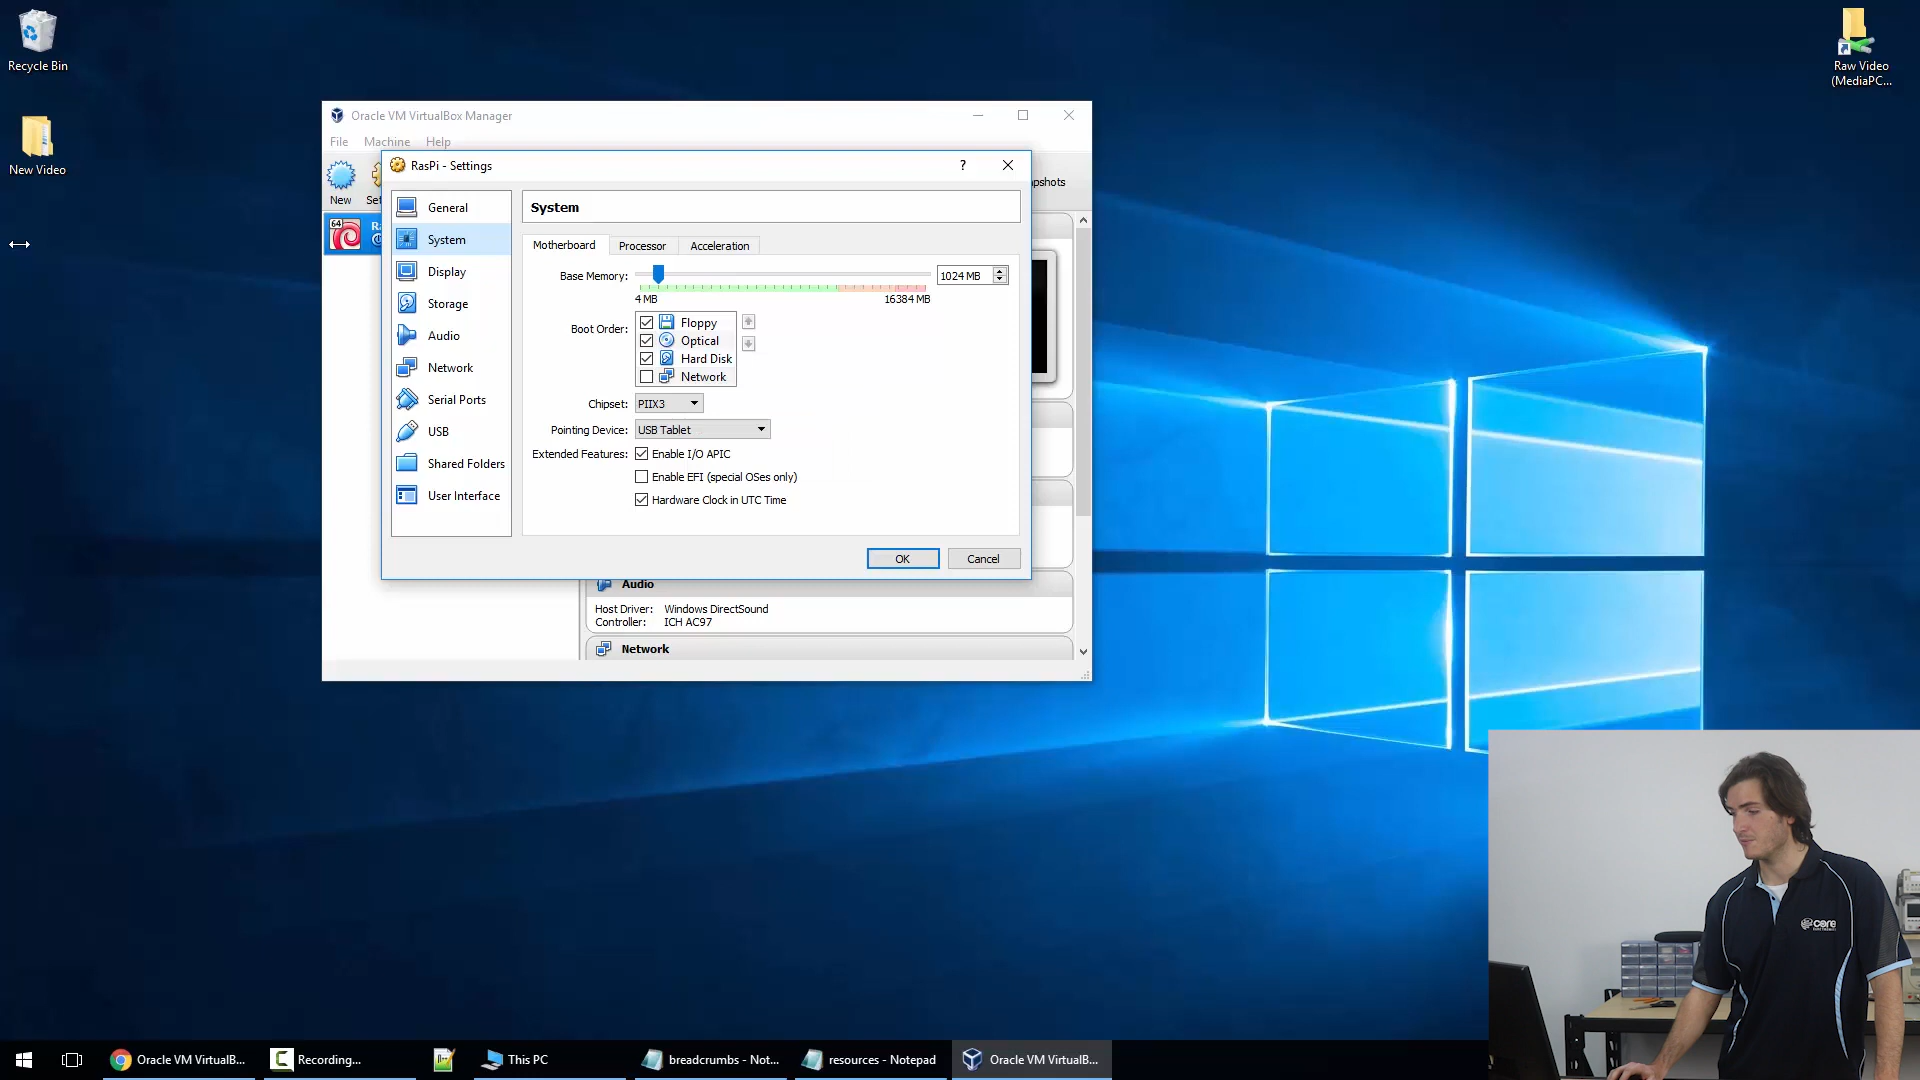 Recycle Bin
Raw Video
(MediaPC...
New Video
Oracle VM VirtualBox Manager
File Machine Help
RasPi - Settings
?
New
pshots
64
General
System
Display
Storage
Audio
Network
Serial Ports
USB
Shared Folders
User Interface
System
Motherboard Processor Acceleration
Base Memory: 1024 MB
4 MB 16384 MB
Boot Order: Floppy
Optical
Hard Disk
Network
Chipset: PIIX3
Pointing Device: USB Tablet
Extended Features: Enable I/O APIC
Enable EFI (special OSes only)
Hardware Clock in UTC Time
OK Cancel
Audio
Host Driver: Windows DirectSound
Controller: ICH AC97
Network
core
Oracle VM VirtualB...
Recording...
This PC
breadcrumbs - Not...
resources - Notepad
Oracle VM VirtualB...